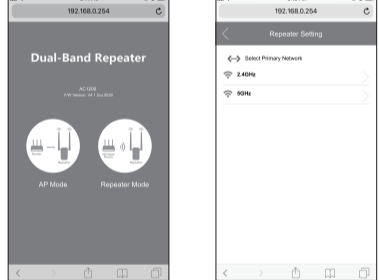 192.168.0.254
Dual-Band Repeater
AC1200
AP Mode
Repeater Mode
192.168.0.254
Repeater Setting
Select Primary Network
2.4GHz
5GHz